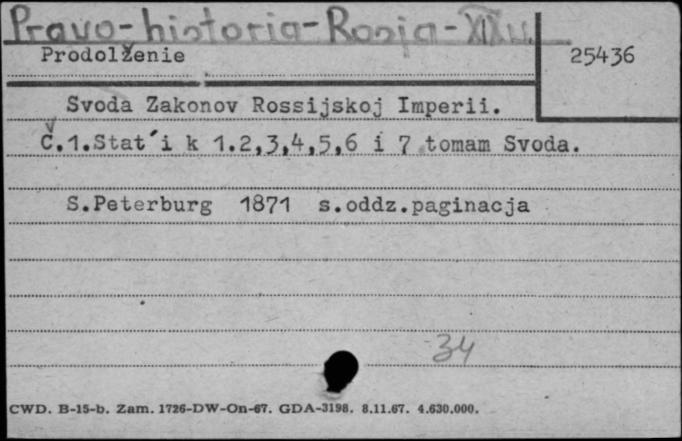 Prawo-historia-Rosja-XIXw.
Prodolženie
25436
Svoda Zakonov Rossijskoj Imperii.
Č.1.Stat´i k 1.2,3,4,5,6 i 7 tomam Svoda.
S.Peterburg 1871 s.oddz.paginacja
34
CWD. B-15-b. Zam. 1726-DW-On-67. GDA-3198. 8.11.67. 4.630.000.